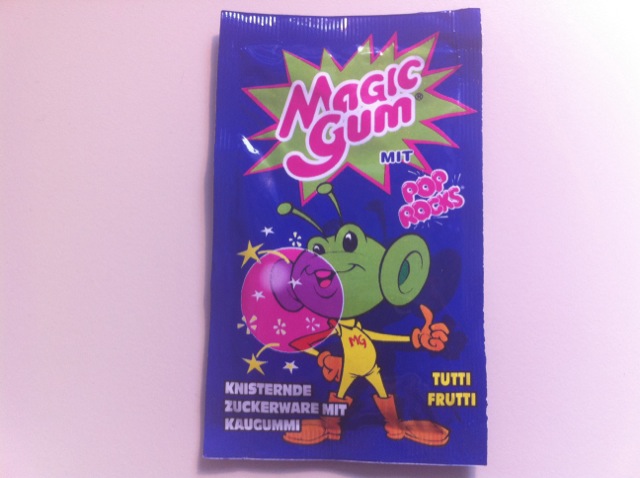 MAGIC
GUM®
MIT
POP
ROCKS®
MG
TUTTI
FRUTTI
KNISTERNDE
ZUCKERWARE MIT
KAUGUMMI